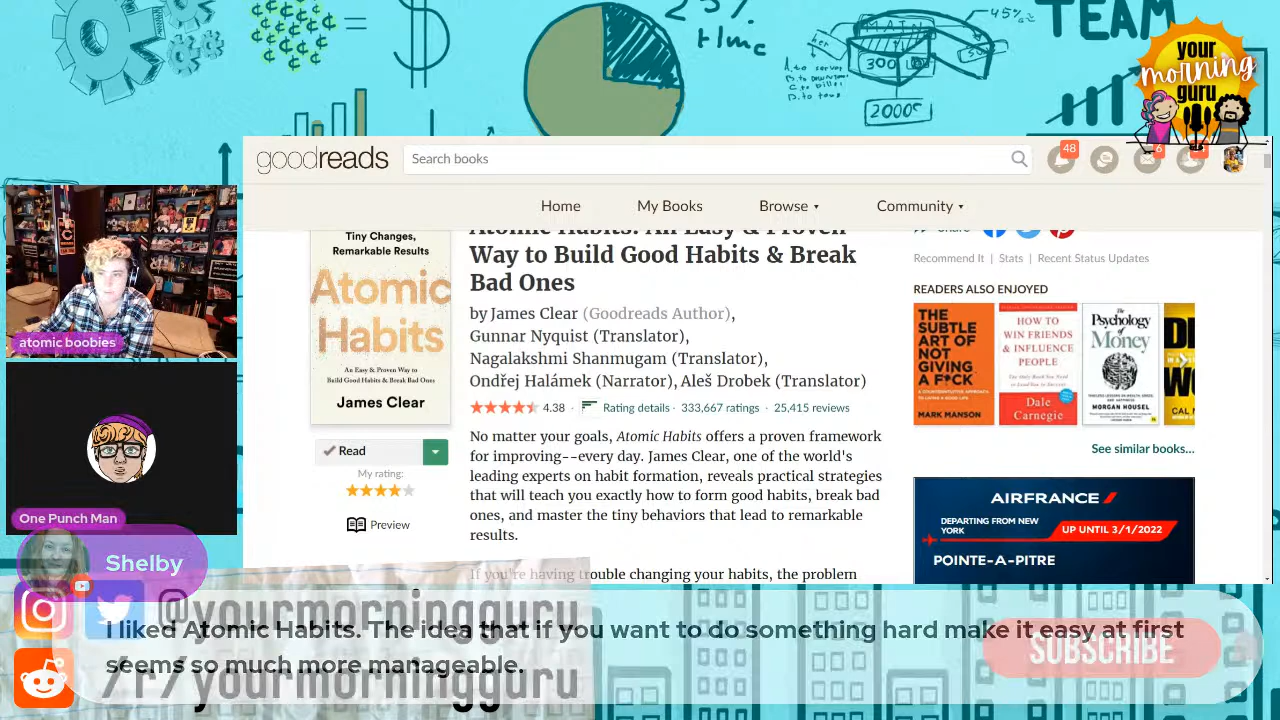 25%
time
MATH
45%
300
2000$
TEAM
your
morning
guru
goodreads
Search books
48
6
Home
My Books
Browse
Community
Tiny Changes,
Remarkable Results
Atomic
Habits
An Easy & Proven Way to
Build Good Habits & Break Bad Ones
James Clear
Read
My rating:
Preview
Atomic Habits: An Easy & Proven
Way to Build Good Habits & Break
Bad Ones
by James Clear (Goodreads Author),
Gunnar Nyquist (Translator),
Nagalakshmi Shanmugam (Translator),
Ondřej Halámek (Narrator), Aleš Drobek (Translator)
4.38 · Rating details · 333,667 ratings · 25,415 reviews
No matter your goals, Atomic Habits offers a proven framework
for improving--every day. James Clear, one of the world's
leading experts on habit formation, reveals practical strategies
that will teach you exactly how to form good habits, break bad
ones, and master the tiny behaviors that lead to remarkable
results.
If you're having trouble changing your habits, the problem
Share
Recommend It | Stats | Recent Status Updates
READERS ALSO ENJOYED
THE
SUBTLE
ART OF
NOT
GIVING
A F*CK
MARK MANSON
HOW TO
WIN FRIENDS
& INFLUENCE
PEOPLE
Dale
Carnegie
The
Psychology
of
Money
MORGAN HOUSEL
See similar books…
AIRFRANCE
DEPARTING FROM NEW
YORK
UP UNTIL 3/1/2022
POINTE-A-PITRE
atomic boobies
One Punch Man
Shelby
@yourmorningguru
I liked Atomic Habits. The idea that if you want to do something hard make it easy at first
seems so much more manageable.
SUBSCRIBE
/r/yourmorningguru